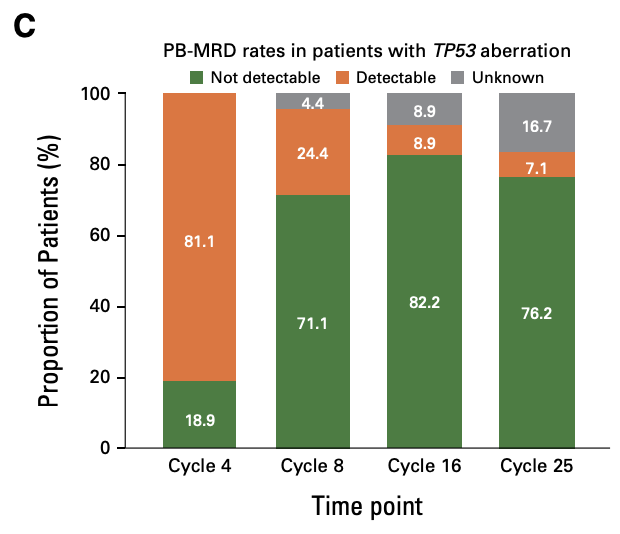 C
PB-MRD rates in patients with TP53 aberration
Not detectable Detectable Unknown
Proportion of Patients (%)
100
80
60
40
20
0
81.1
18.9
4.4
24.4
71.1
8.9
8.9
82.2
16.7
7.1
76.2
Cycle 4 Cycle 8 Cycle 16 Cycle 25
Time point